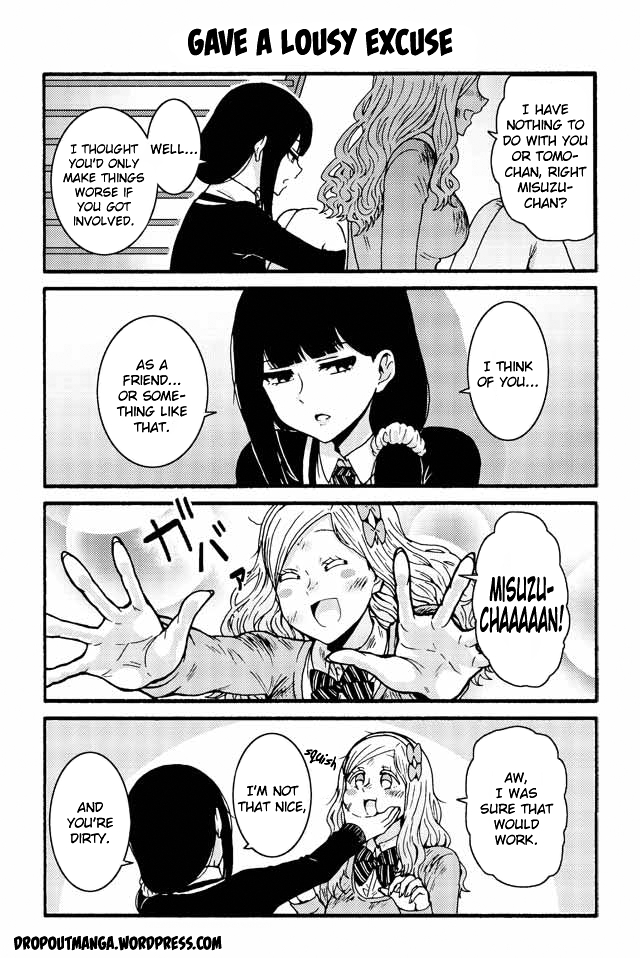 GAVE A LOUSY EXCUSE
I HAVE
NOTHING TO
DO WITH YOU
OR TOMO-
CHAN, RIGHT
MISUZU-
CHAN?
WELL...
I THOUGHT
YOU'D ONLY
MAKE THINGS
WORSE IF
YOU GOT
INVOLVED.
I THINK
OF YOU...
AS A
FRIEND...
OR SOME-
THING LIKE
THAT.
MISUZU-
CHAAAAAN!
ガバァ
AW,
I WAS
SURE THAT
WOULD
WORK.
squish
I'M NOT
THAT NICE,
AND
YOU'RE
DIRTY.
DROPOUTMANGA.WORDPRESS.COM